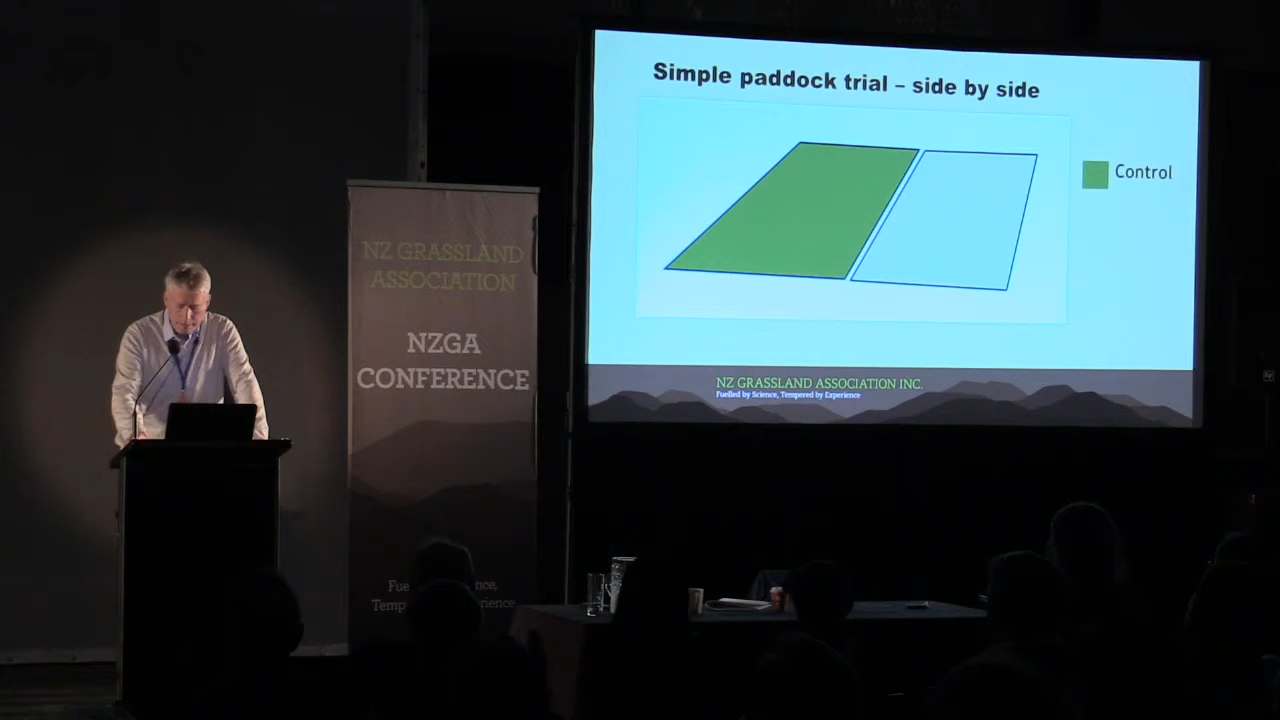 Simple paddock trial – side by side
Control
NZ GRASSLAND ASSOCIATION INC.
Fuelled by Science, Tempered by Experience
NZ GRASSLAND
ASSOCIATION
NZGA
CONFERENCE